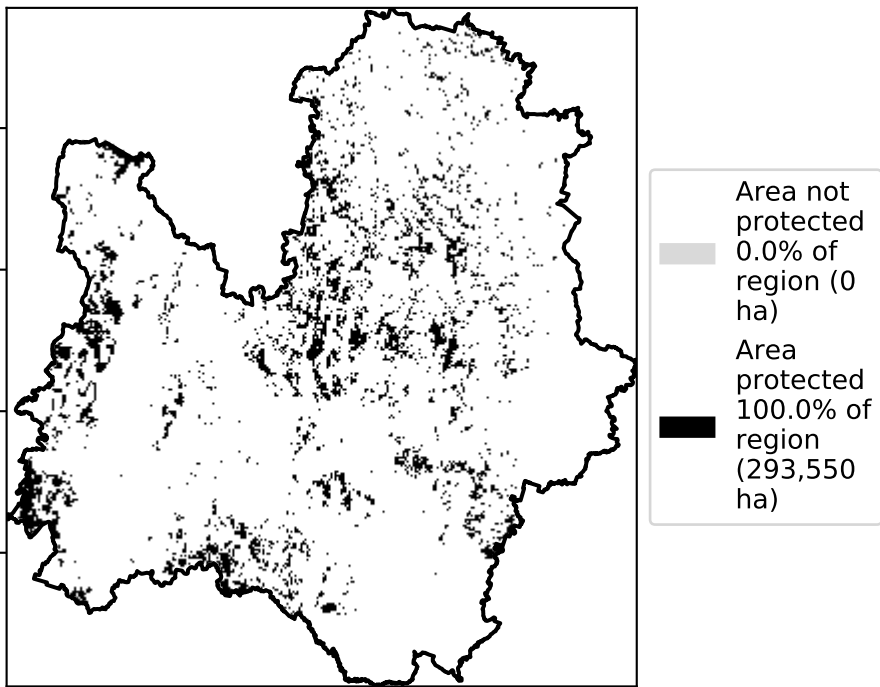 Area not
protected
0.0% of
region (0
ha)
Area
protected
100.0% of
region
(293,550
ha)